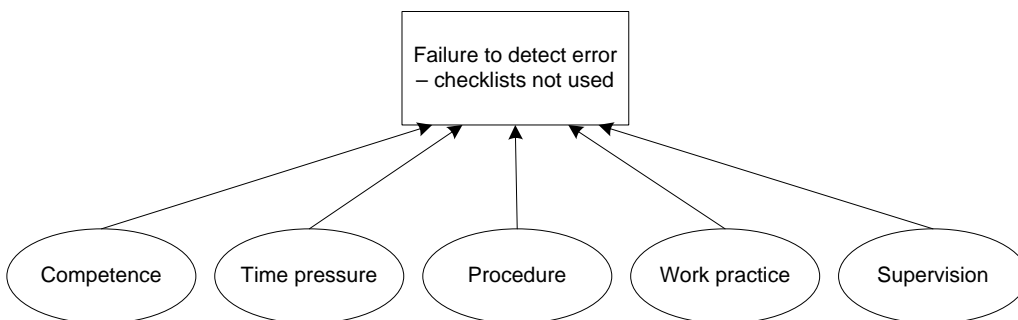 Failure to detect error
– checklists not used
Competence
Time pressure
Procedure
Work practice
Supervision